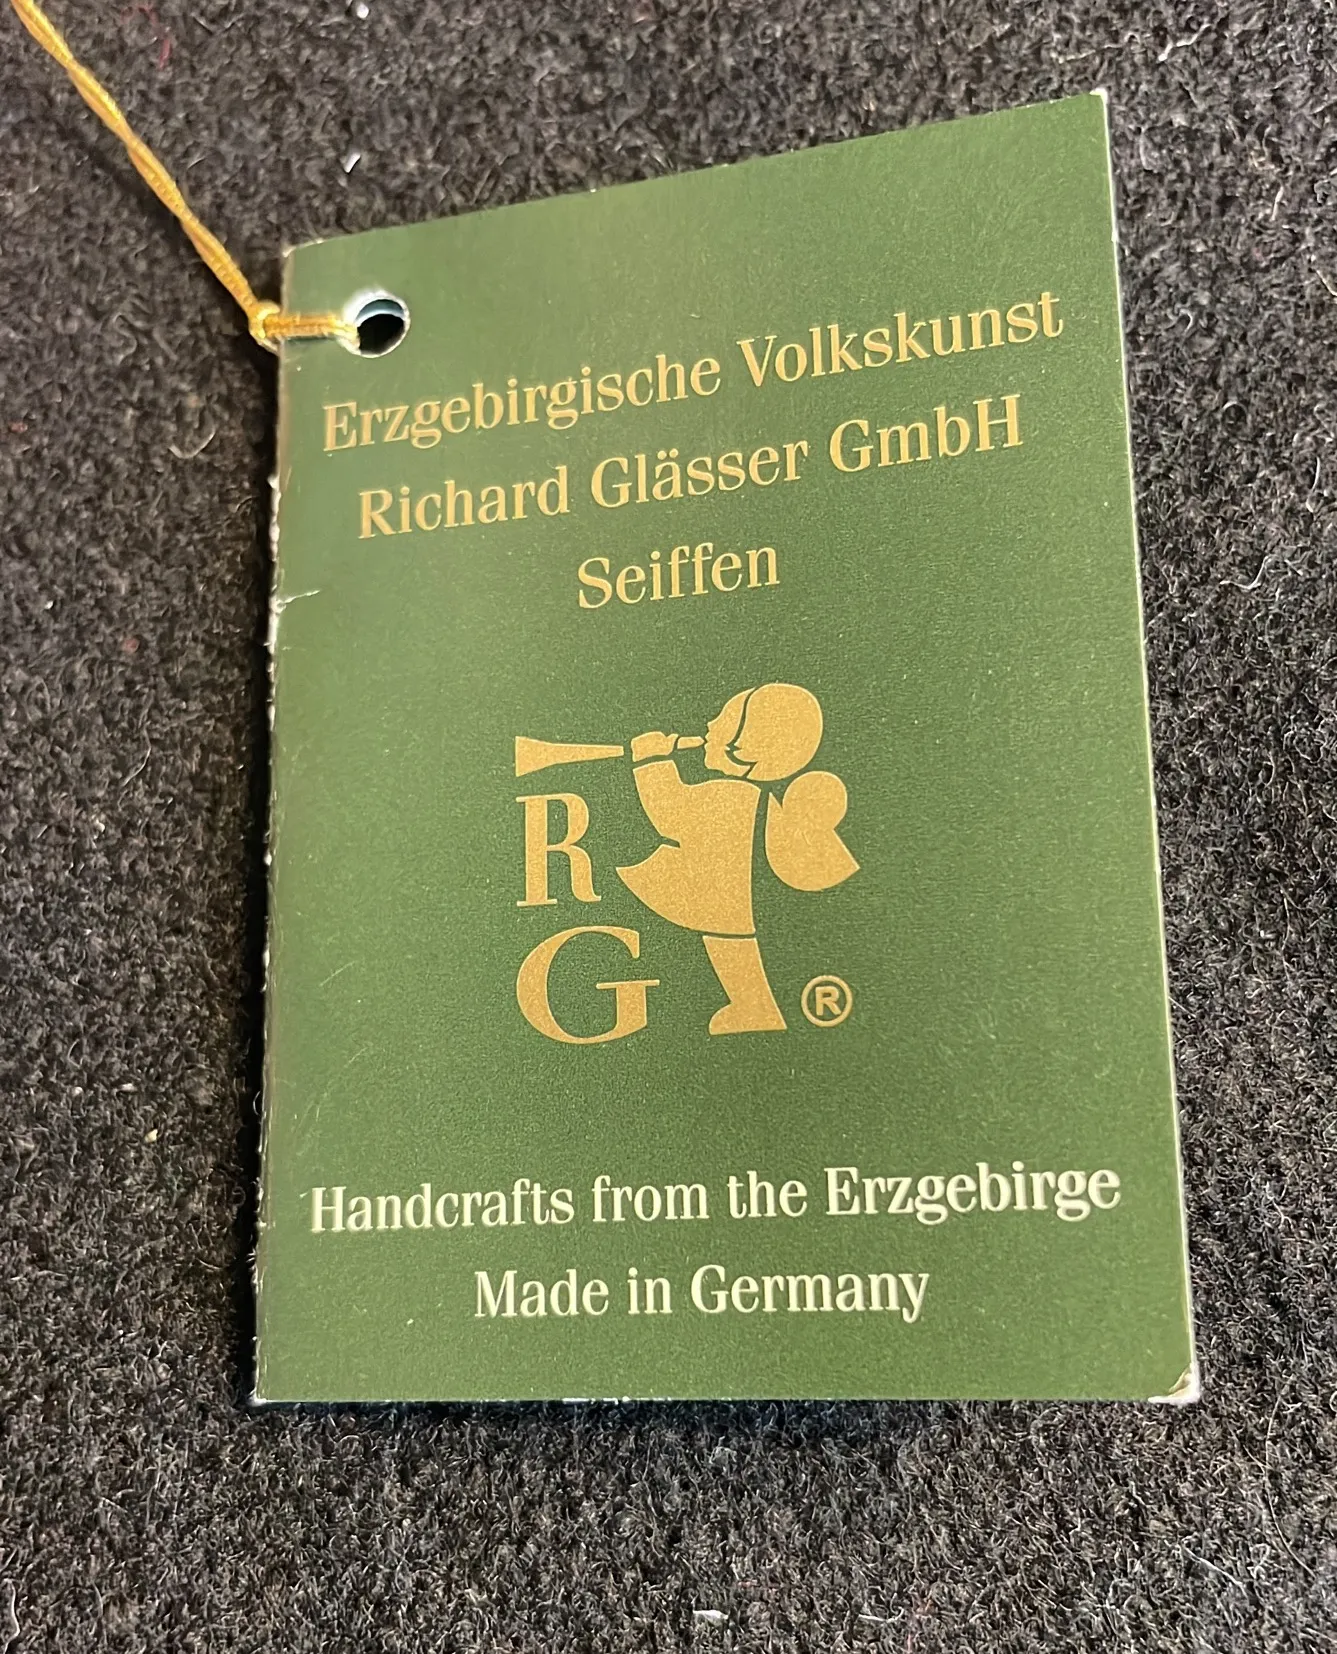 Erzgebirgische Volkskunst
Richard Glässer GmbH
Seiffen
R
G
®
Handcrafts from the Erzgebirge
Made in Germany